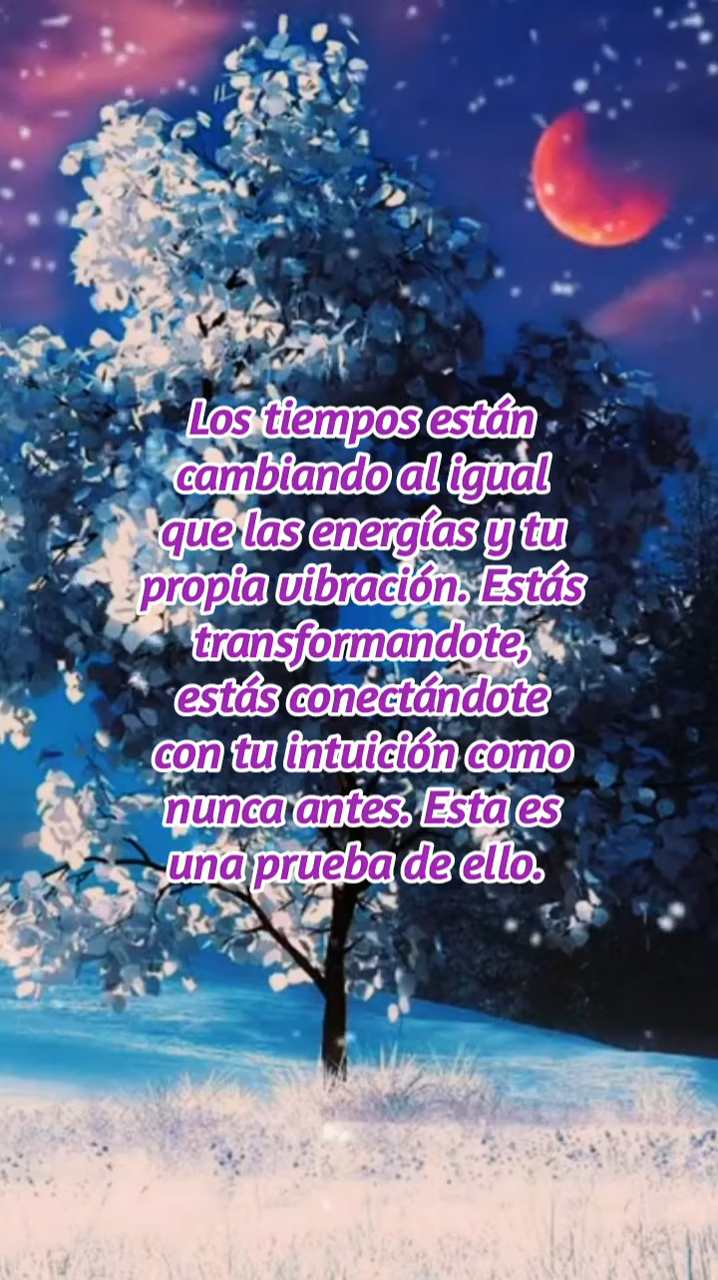 Los tiempos están
cambiando al igual
que las energías y tu
propia vibración. Estás
transformandote,
estás conectándote
con tu intuición como
nunca antes. Esta es
una prueba de ello.